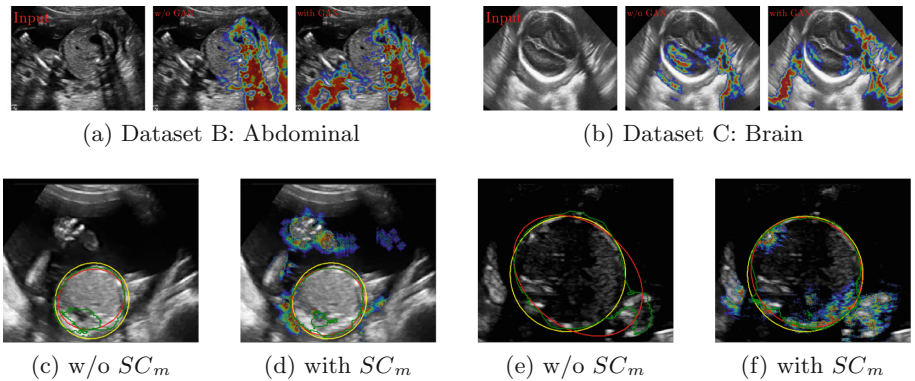 Input w/o GAN with GAN Input w/o GAN with GAN
(a) Dataset B: Abdominal (b) Dataset C: Brain
(c) w/o SCm (d) with SCm (e) w/o SCm (f) with SCm